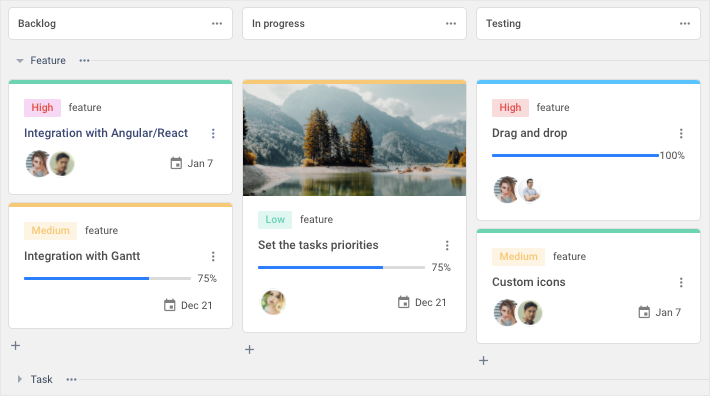 Backlog
In progress
Testing
Feature
High feature
Integration with Angular/React
Jan 7
Medium feature
Integration with Gantt
75%
Dec 21
+
Low feature
Set the tasks priorities
75%
Dec 21
+
High feature
Drag and drop
100%
Medium feature
Custom icons
Jan 7
+
Task